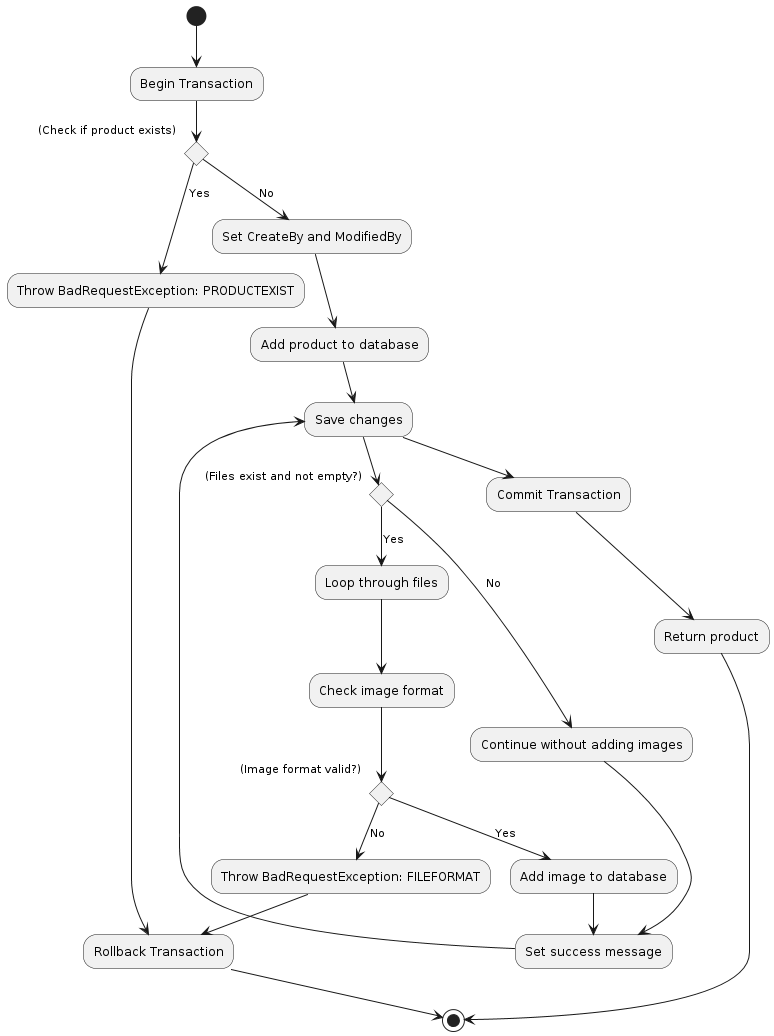 Begin Transaction
(Check if product exists)
Yes
No
Set CreateBy and ModifiedBy
Throw BadRequestException: PRODUCTEXIST
Add product to database
Save changes
(Files exist and not empty?)
Commit Transaction
Yes
Loop through files
No
Return product
Check image format
Continue without adding images
(Image format valid?)
No
Yes
Throw BadRequestException: FILEFORMAT
Add image to database
Rollback Transaction
Set success message